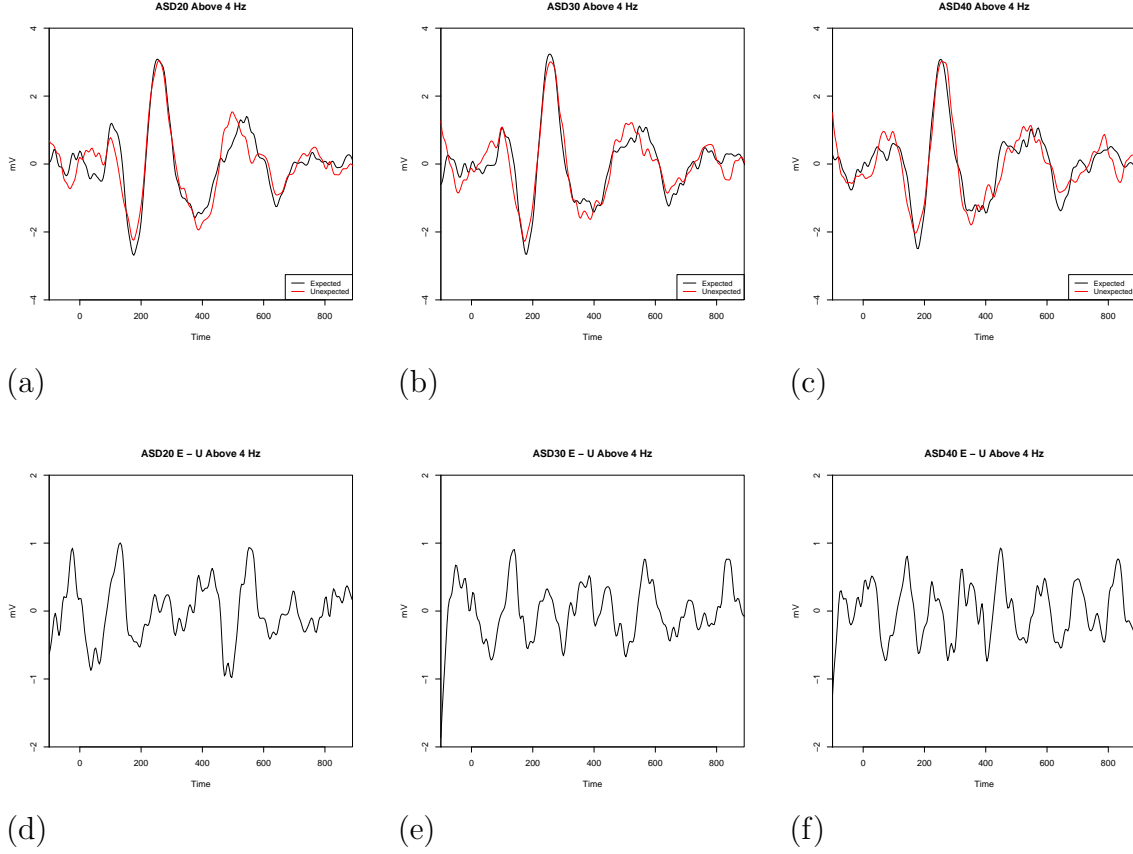 ASD20 Above 4 Hz
4
2
0
−2
−4
mV
0 200 400 600 800
Time
Expected
Unexpected
(a)
ASD30 Above 4 Hz
4
2
0
−2
−4
mV
0 200 400 600 800
Time
Expected
Unexpected
(b)
ASD40 Above 4 Hz
4
2
0
−2
−4
mV
0 200 400 600 800
Time
Expected
Unexpected
(c)
ASD20 E − U Above 4 Hz
2
1
0
−1
−2
mV
0 200 400 600 800
Time
(d)
ASD30 E − U Above 4 Hz
2
1
0
−1
−2
mV
0 200 400 600 800
Time
(e)
ASD40 E − U Above 4 Hz
2
1
0
−1
−2
mV
0 200 400 600 800
Time
(f)